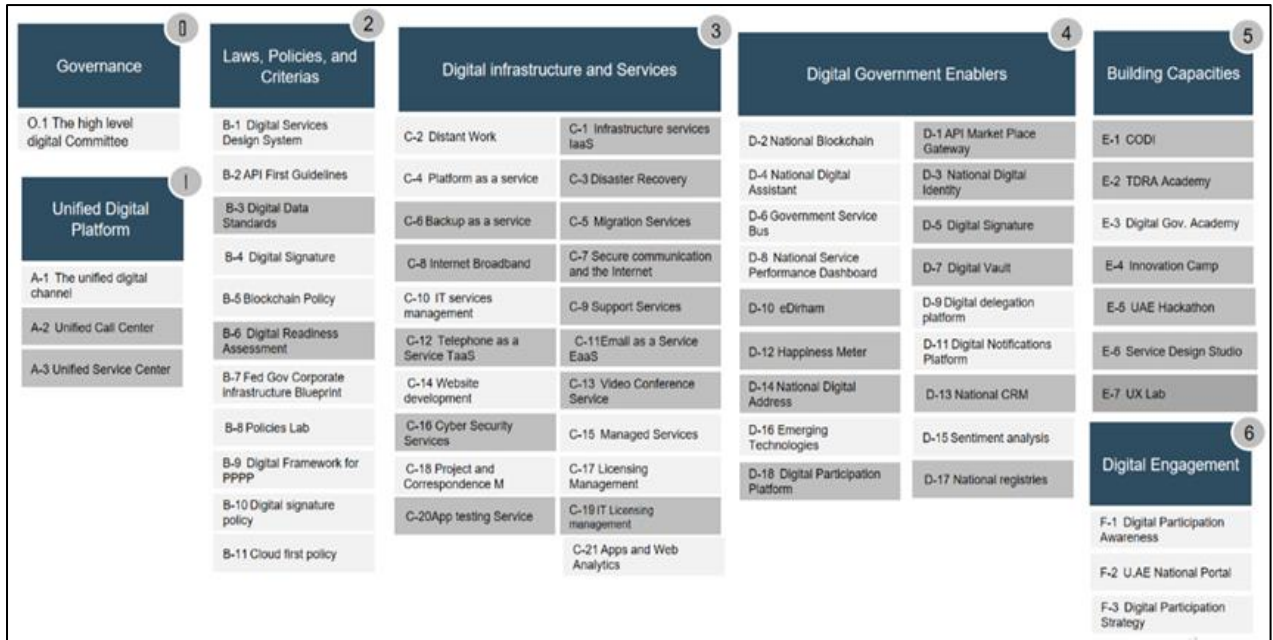 0
Governance
O.1 The high level
digital Committee
I
Unified Digital
Platform
A-1 The unified digital
channel
A-2 Unified Call Center
A-3 Unified Service Center
2
Laws, Policies, and
Criterias
B-1 Digital Services
Design System
B-2 API First Guidelines
B-3 Digital Data
Standards
B-4 Digital Signature
B-5 Blockchain Policy
B-6 Digital Readiness
Assessment
B-7 Fed Gov Corporate
Infrastructure Blueprint
B-8 Policies Lab
B-9 Digital Framework for
PPPP
B-10 Digital signature
policy
B-11 Cloud first policy
3
Digital infrastructure and Services
C-2 Distant Work
C-4 Platform as a service
C-6 Backup as a service
C-8 Internet Broadband
C-10 IT services
management
C-12 Telephone as a
Service TaaS
C-14 Website
development
C-16 Cyber Security
Services
C-18 Project and
Correspondence M
C-20App testing Service
C-1 Infrastructure services
IaaS
C-3 Disaster Recovery
C-5 Migration Services
C-7 Secure communication
and the Internet
C-9 Support Services
C-11Email as a Service
EaaS
C-13 Video Conference
Service
C-15 Managed Services
C-17 Licensing
Management
C-19 IT Licensing
management
C-21 Apps and Web
Analytics
4
Digital Government Enablers
D-2 National Blockchain
D-4 National Digital
Assistant
D-6 Government Service
Bus
D-8 National Service
Performance Dashboard
D-10 eDirham
D-12 Happiness Meter
D-14 National Digital
Address
D-16 Emerging
Technologies
D-18 Digital Participation
Platform
D-1 API Market Place
Gateway
D-3 National Digital
Identity
D-5 Digital Signature
D-7 Digital Vault
D-9 Digital delegation
platform
D-11 Digital Notifications
Platform
D-13 National CRM
D-15 Sentiment analysis
D-17 National registries
5
Building Capacities
E-1 CODI
E-2 TDRA Academy
E-3 Digital Gov. Academy
E-4 Innovation Camp
E-5 UAE Hackathon
E-6 Service Design Studio
E-7 UX Lab
6
Digital Engagement
F-1 Digital Participation
Awareness
F-2 U.AE National Portal
F-3 Digital Participation
Strategy